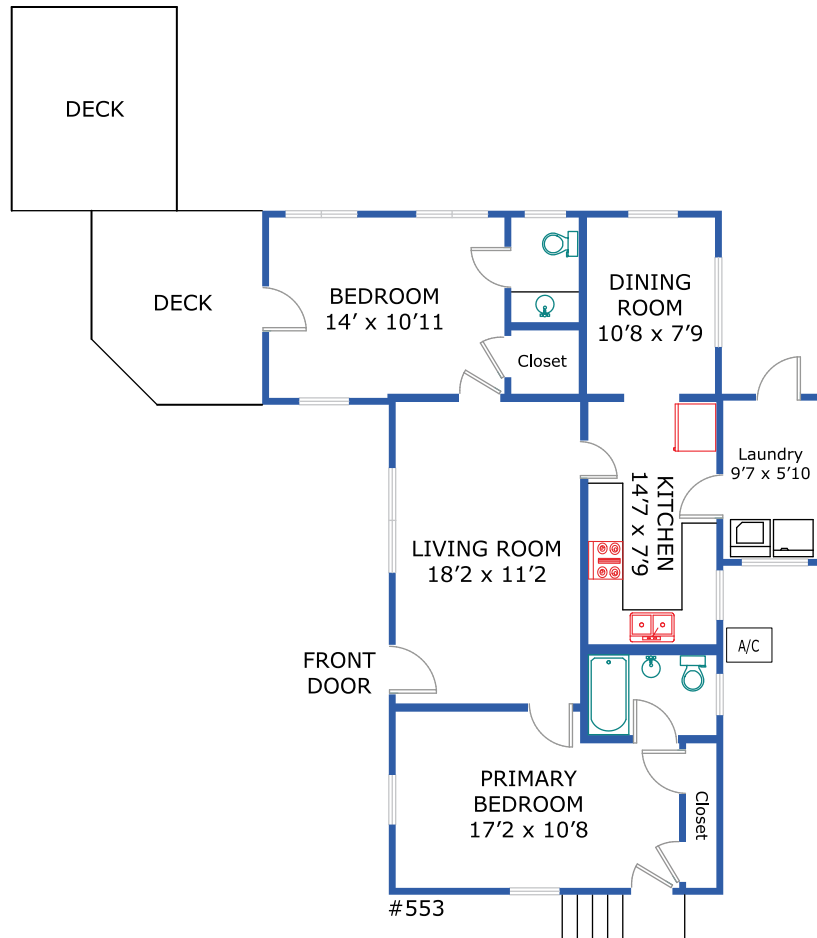 DECK
DECK
BEDROOM
14’ x 10’11
DINING
ROOM
10’8 x 7’9
Closet
Laundry
9’7 x 5’10
KITCHEN
14’7 x 7’9
LIVING ROOM
18’2 x 11’2
A/C
FRONT
DOOR
PRIMARY
BEDROOM
17’2 x 10’8
Closet
#553